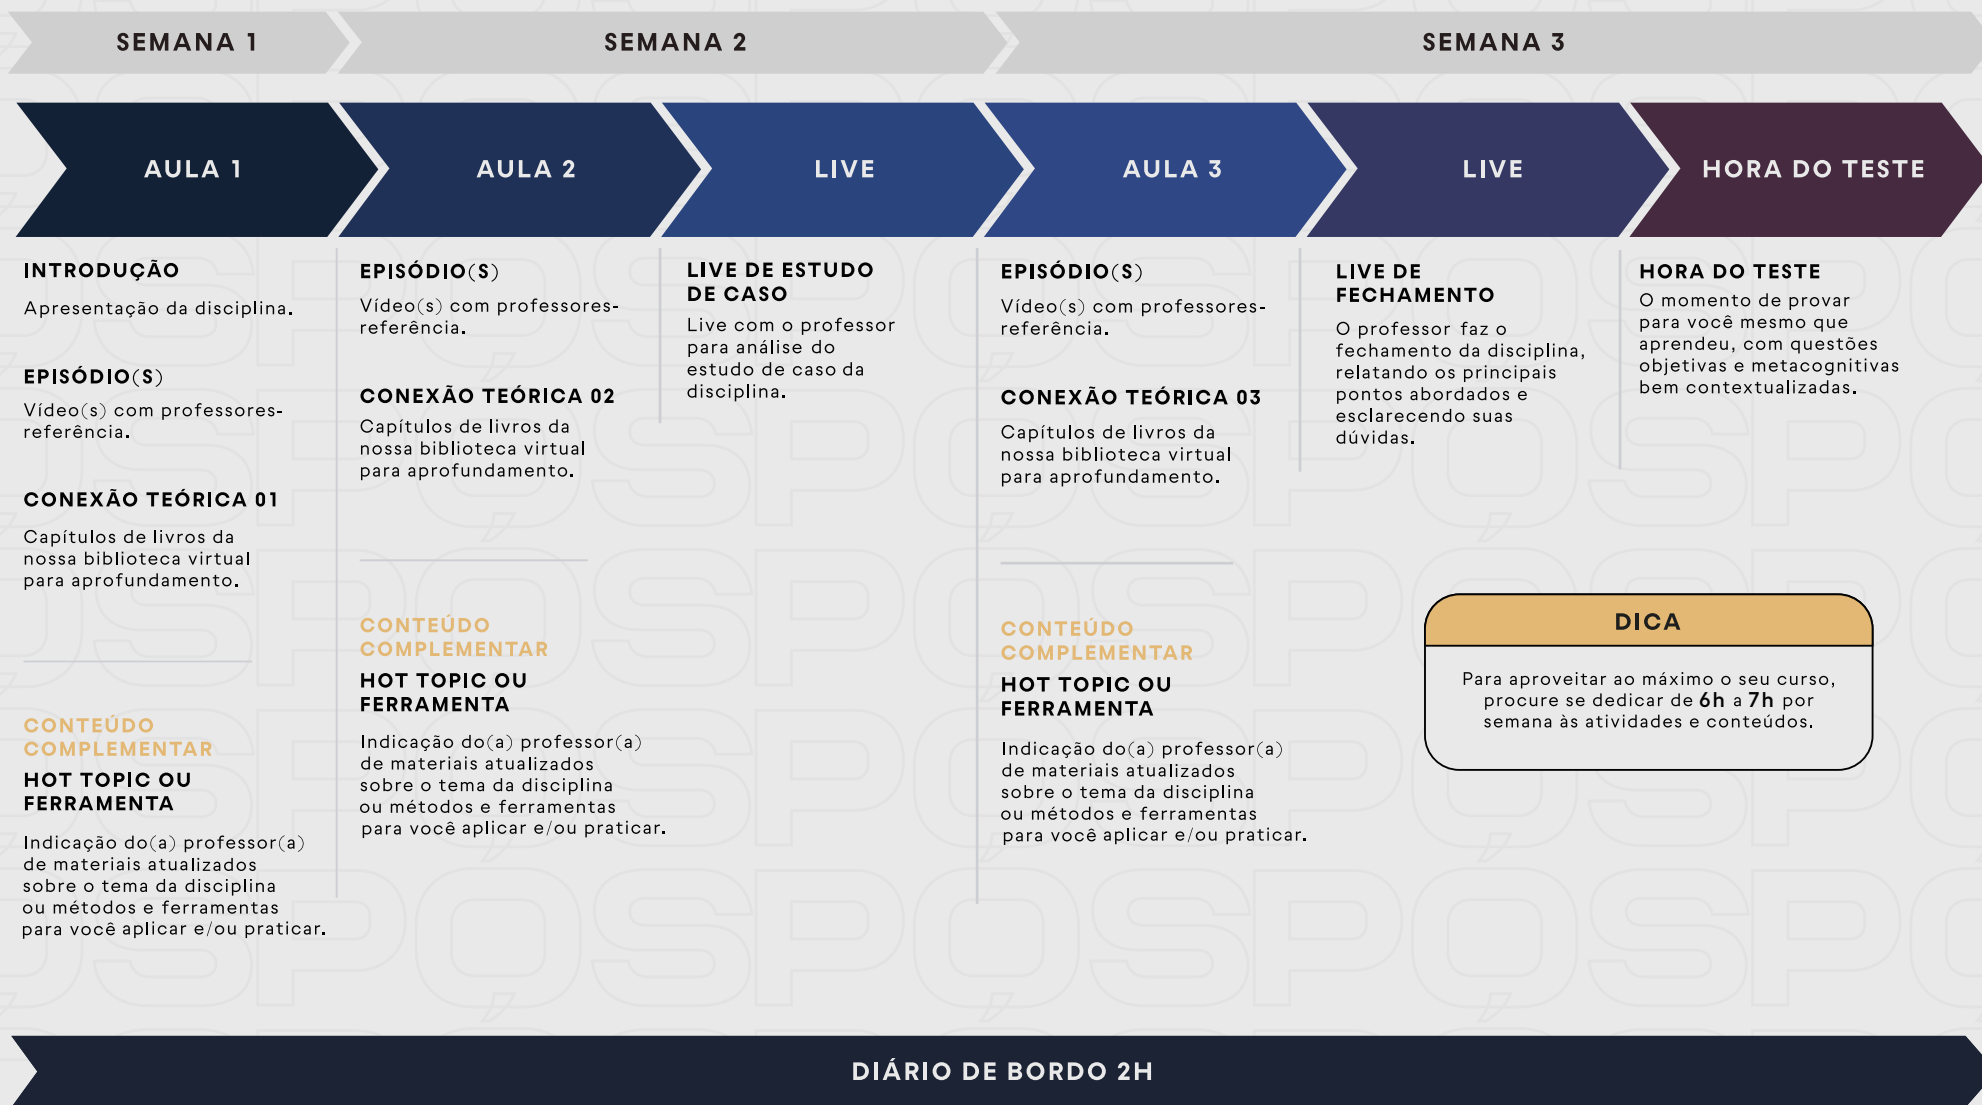 SEMANA 1
SEMANA 2
SEMANA 3
AULA 1
AULA 2
LIVE
AULA 3
LIVE
HORA DO TESTE
INTRODUÇÃO
Apresentação da disciplina.
EPISÓDIO(S)
Vídeo(s) com professores-
referência.
CONEXÃO TEÓRICA 01
Capítulos de livros da
nossa biblioteca virtual
para aprofundamento.
CONTEÚDO
COMPLEMENTAR
HOT TOPIC OU
FERRAMENTA
Indicação do(a) professor(a)
de materiais atualizados
sobre o tema da disciplina
ou métodos e ferramentas
para você aplicar e/ou praticar.
EPISÓDIO(S)
Vídeo(s) com professores-
referência.
CONEXÃO TEÓRICA 02
Capítulos de livros da
nossa biblioteca virtual
para aprofundamento.
CONTEÚDO
COMPLEMENTAR
HOT TOPIC OU
FERRAMENTA
Indicação do(a) professor(a)
de materiais atualizados
sobre o tema da disciplina
ou métodos e ferramentas
para você aplicar e/ou praticar.
LIVE DE ESTUDO
DE CASO
Live com o professor
para análise do
estudo de caso da
disciplina.
EPISÓDIO(S)
Vídeo(s) com professores-
referência.
CONEXÃO TEÓRICA 03
Capítulos de livros da
nossa biblioteca virtual
para aprofundamento.
CONTEÚDO
COMPLEMENTAR
HOT TOPIC OU
FERRAMENTA
Indicação do(a) professor(a)
de materiais atualizados
sobre o tema da disciplina
ou métodos e ferramentas
para você aplicar e/ou praticar.
LIVE DE
FECHAMENTO
O professor faz o
fechamento da disciplina,
relatando os principais
pontos abordados e
esclarecendo suas
dúvidas.
HORA DO TESTE
O momento de provar
para você mesmo que
aprendeu, com questões
objetivas e metacognitivas
bem contextualizadas.
DICA
Para aproveitar ao máximo o seu curso,
procure se dedicar de 6h a 7h por
semana às atividades e conteúdos.
DIÁRIO DE BORDO 2H